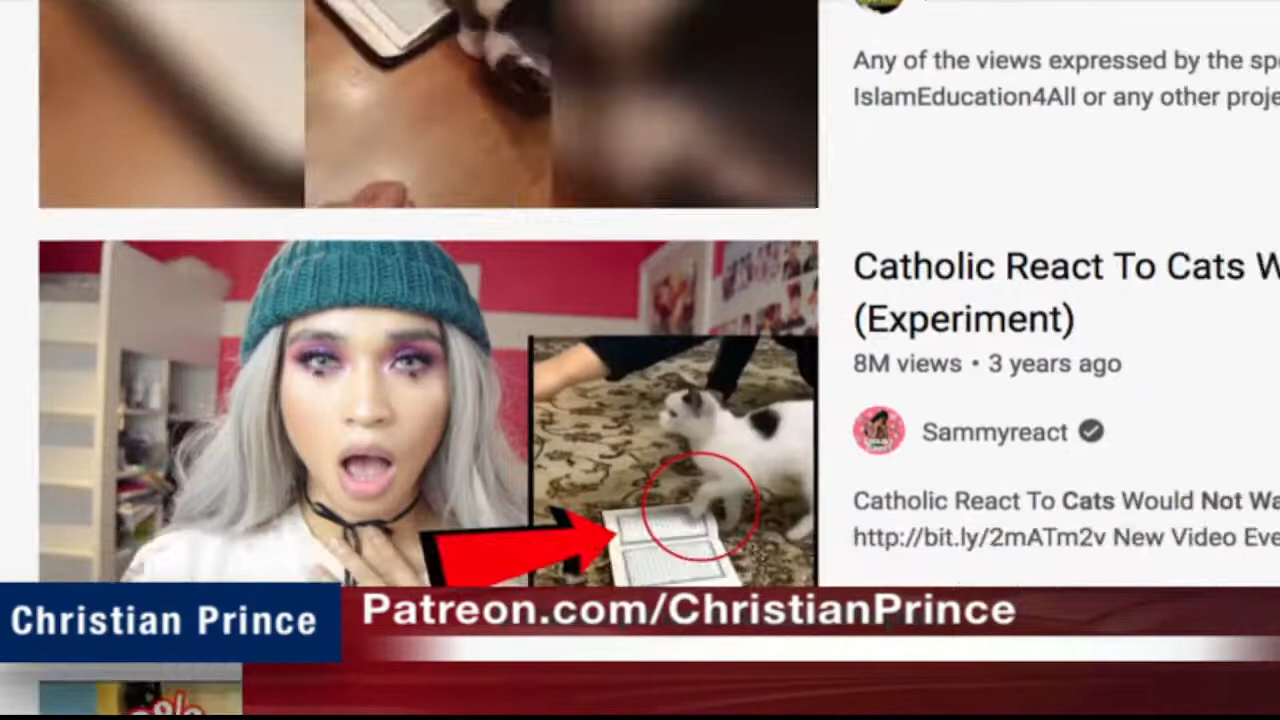 Any of the views expressed by the sp
IslamEducation4All or any other proje
Catholic React To Cats W
(Experiment)
8M views • 3 years ago
Sammyreact
Catholic React To Cats Would Not Wa
http://bit.ly/2mATm2v New Video Eve
Christian Prince
Patreon.com/ChristianPrince
%